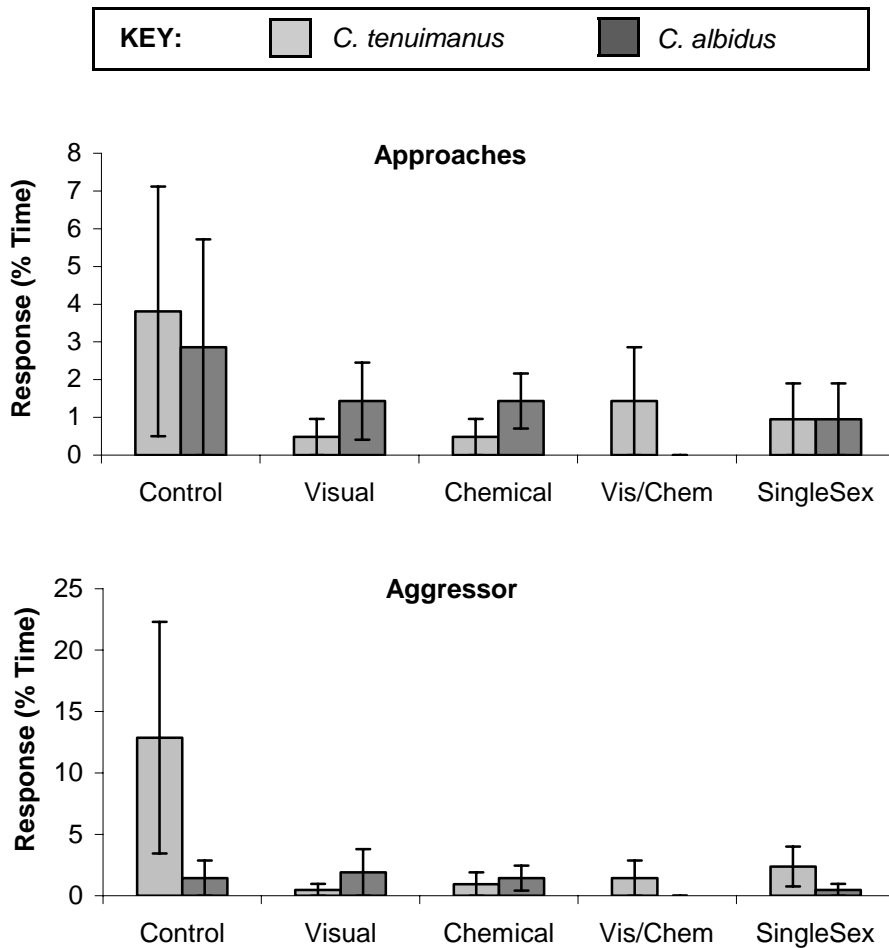 KEY: C. tenuimanus C. albidus
Approaches
Response (% Time)
8
7
6
5
4
3
2
1
0
Control Visual Chemical Vis/Chem SingleSex
Aggressor
Response (% Time)
25
20
15
10
5
0
Control Visual Chemical Vis/Chem SingleSex